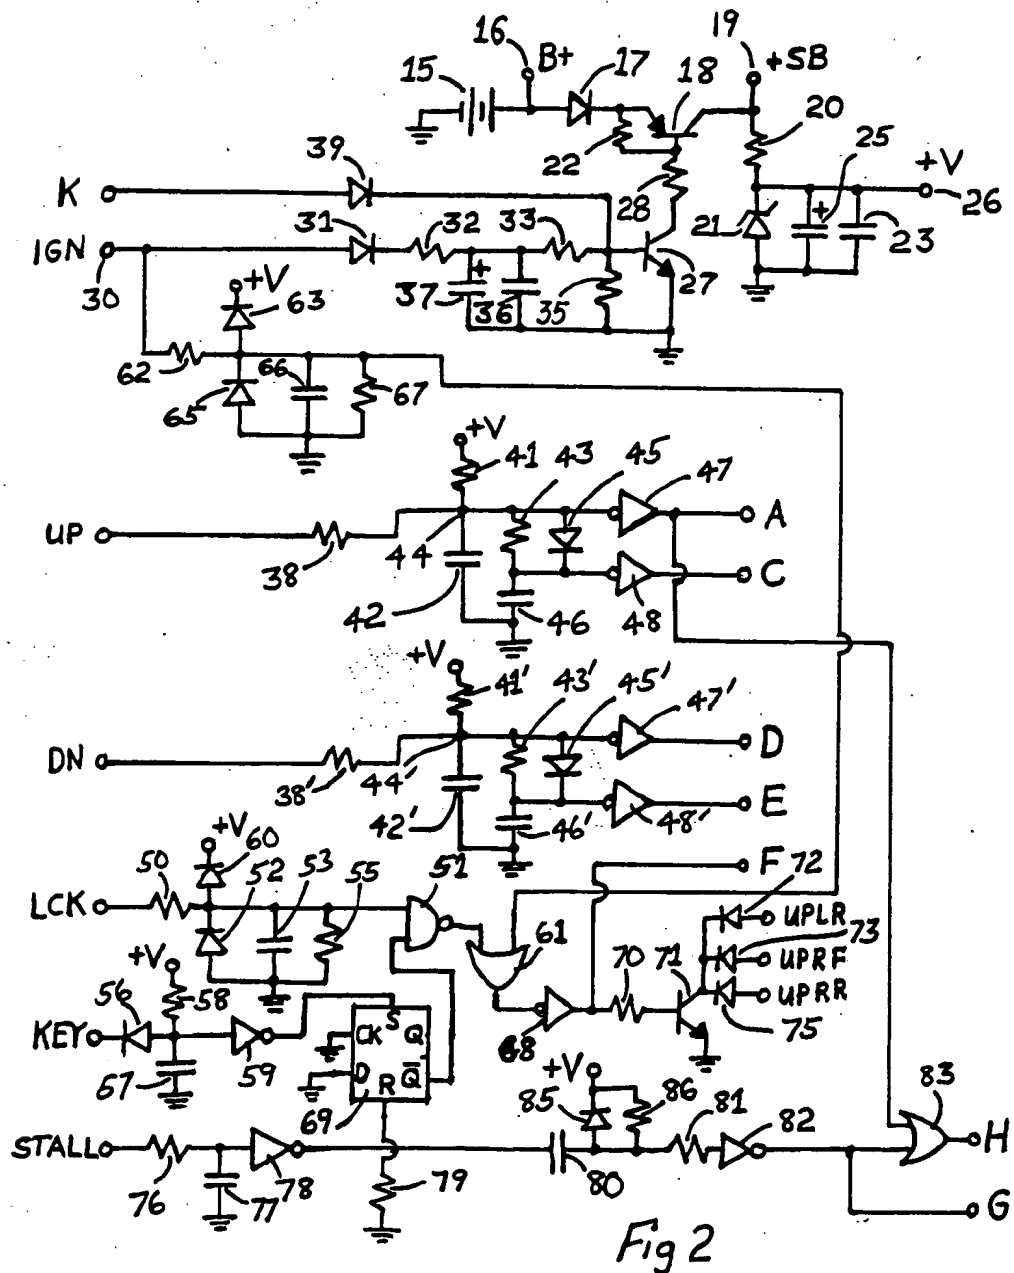 19
16
B+
17
+SB
15
18
20
25
22
+V
39
28
26
K
31
32
33
21
23
IGN
+
+V
+
27
30
63
37
36
35
62
66
65
67
+V
41
43
45
47
UP
A
38
44
C
42
46
48
+V
41'
43'
45'
47'
DN
D
38'
44'
E
42'
46'
48'
+V
60
51
F
72
50
52
53
55
LCK
61
UPLR
73
+V
70
71
UPRF
56
58
UPRR
KEY
CK
S
Q
68
75
57
59
D
R
Q̅
+V
83
69
85
86
81
82
STALL
H
76
77
78
79
80
G
Fig 2